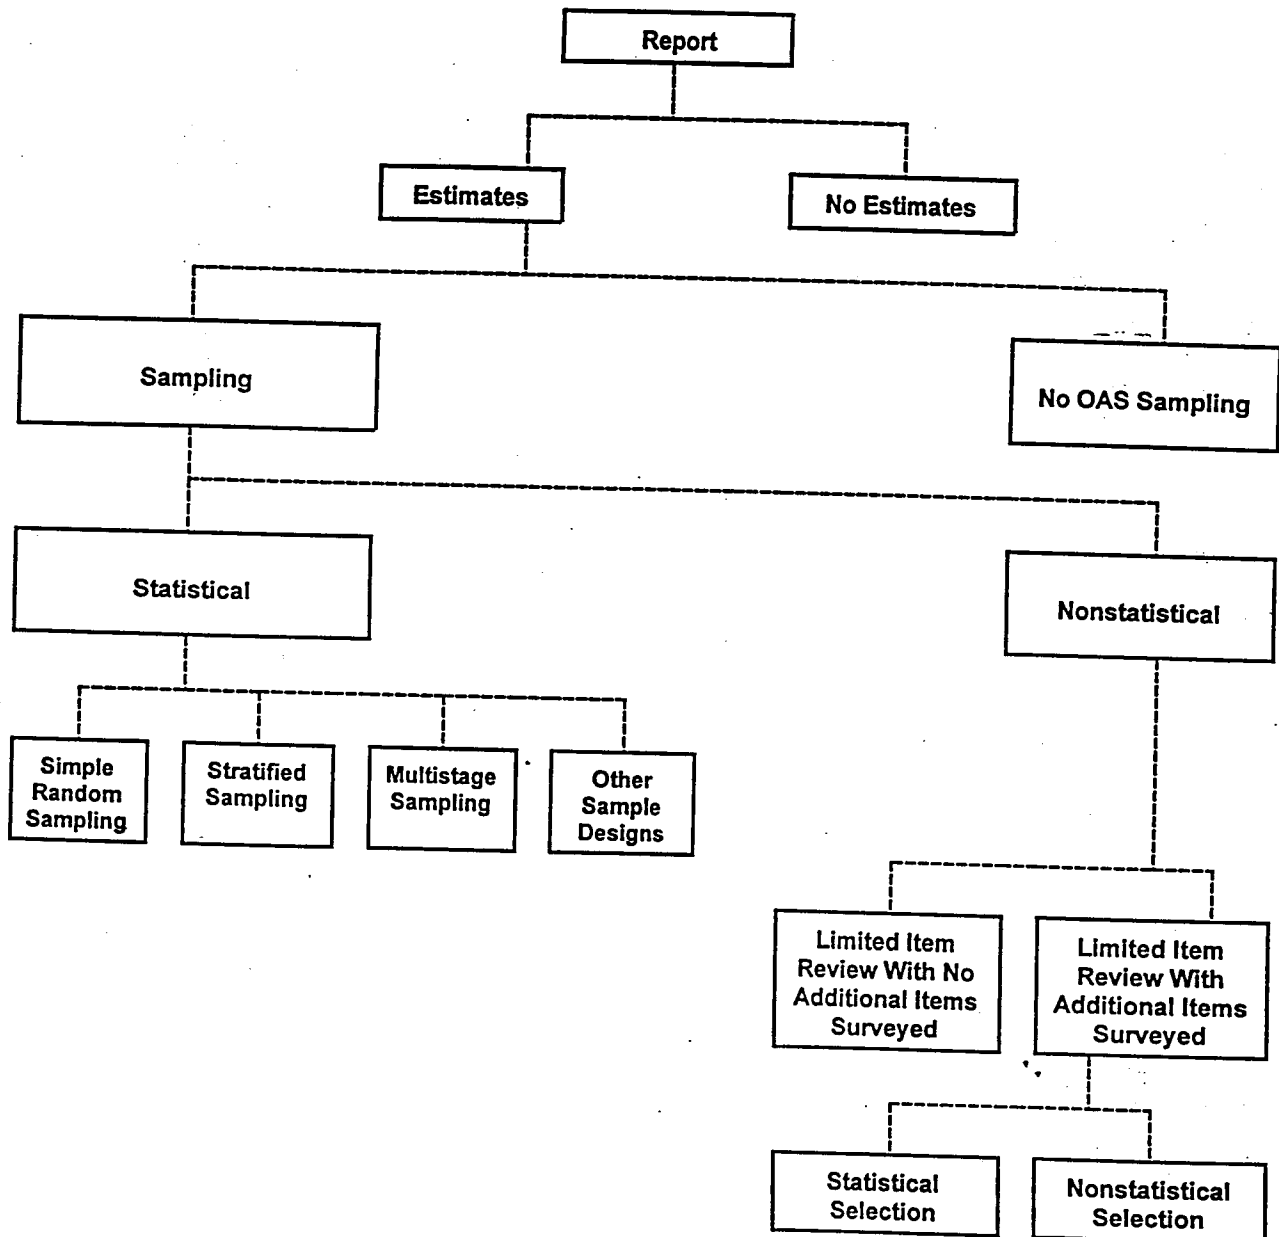 Report
Estimates
No Estimates
Sampling
No OAS Sampling
Statistical
Nonstatistical
Simple
Random
Sampling
Stratified
Sampling
Multistage
Sampling
Other
Sample
Designs
Limited Item
Review With No
Additional Items
Surveyed
Limited Item
Review With
Additional Items
Surveyed
Statistical
Selection
Nonstatistical
Selection